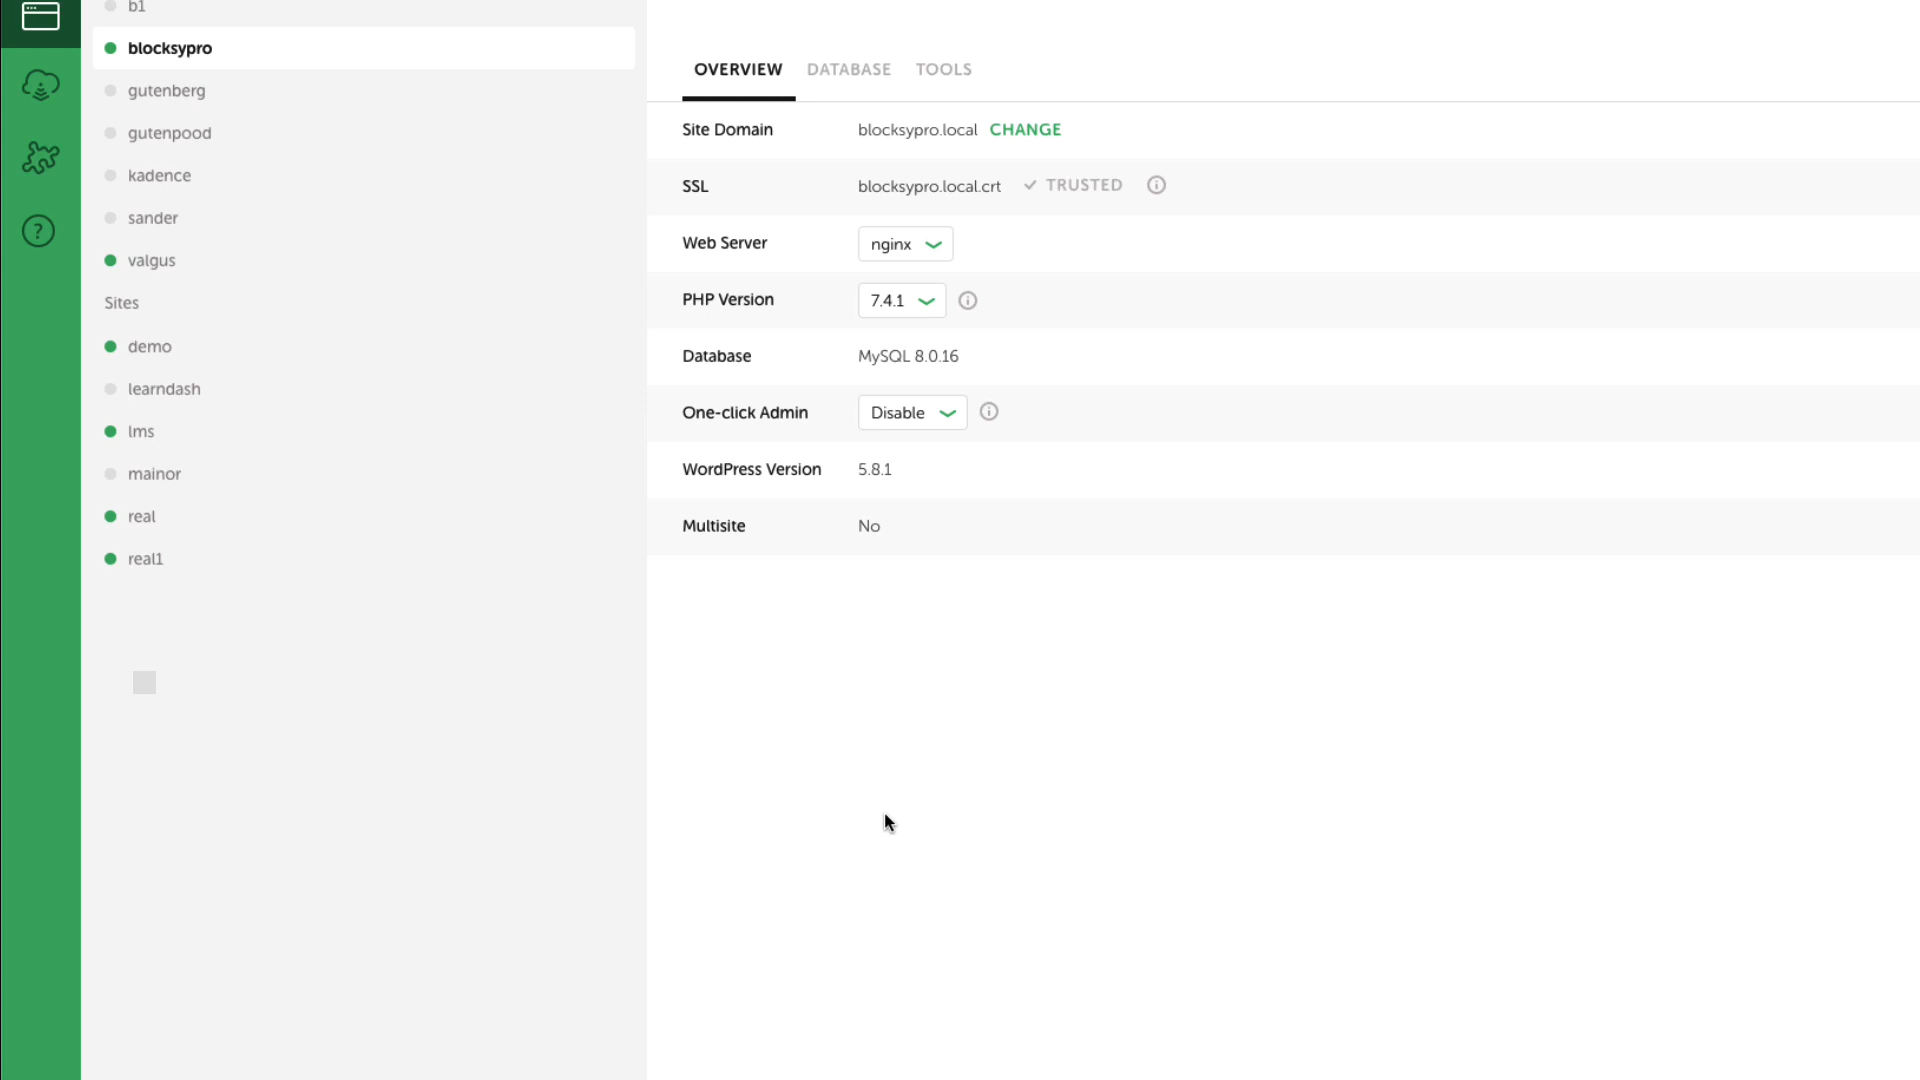 b1
blocksypro
gutenberg
gutenpood
kadence
sander
valgus
Sites
demo
learndash
lms
mainor
real
real1
OVERVIEW DATABASE TOOLS
Site Domain blocksypro.local CHANGE
SSL blocksypro.local.crt TRUSTED
Web Server nginx
PHP Version 7.4.1
Database MySQL 8.0.16
One-click Admin Disable
WordPress Version 5.8.1
Multisite No